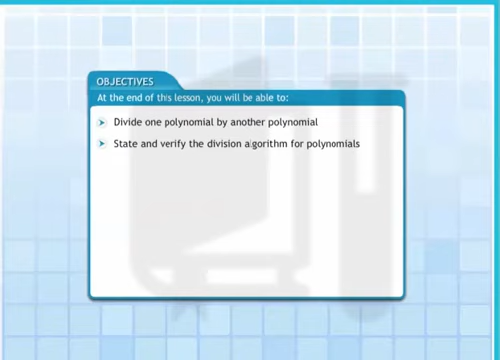 OBJECTIVES
At the end of this lesson, you will be able to:
Divide one polynomial by another polynomial
State and verify the division algorithm for polynomials